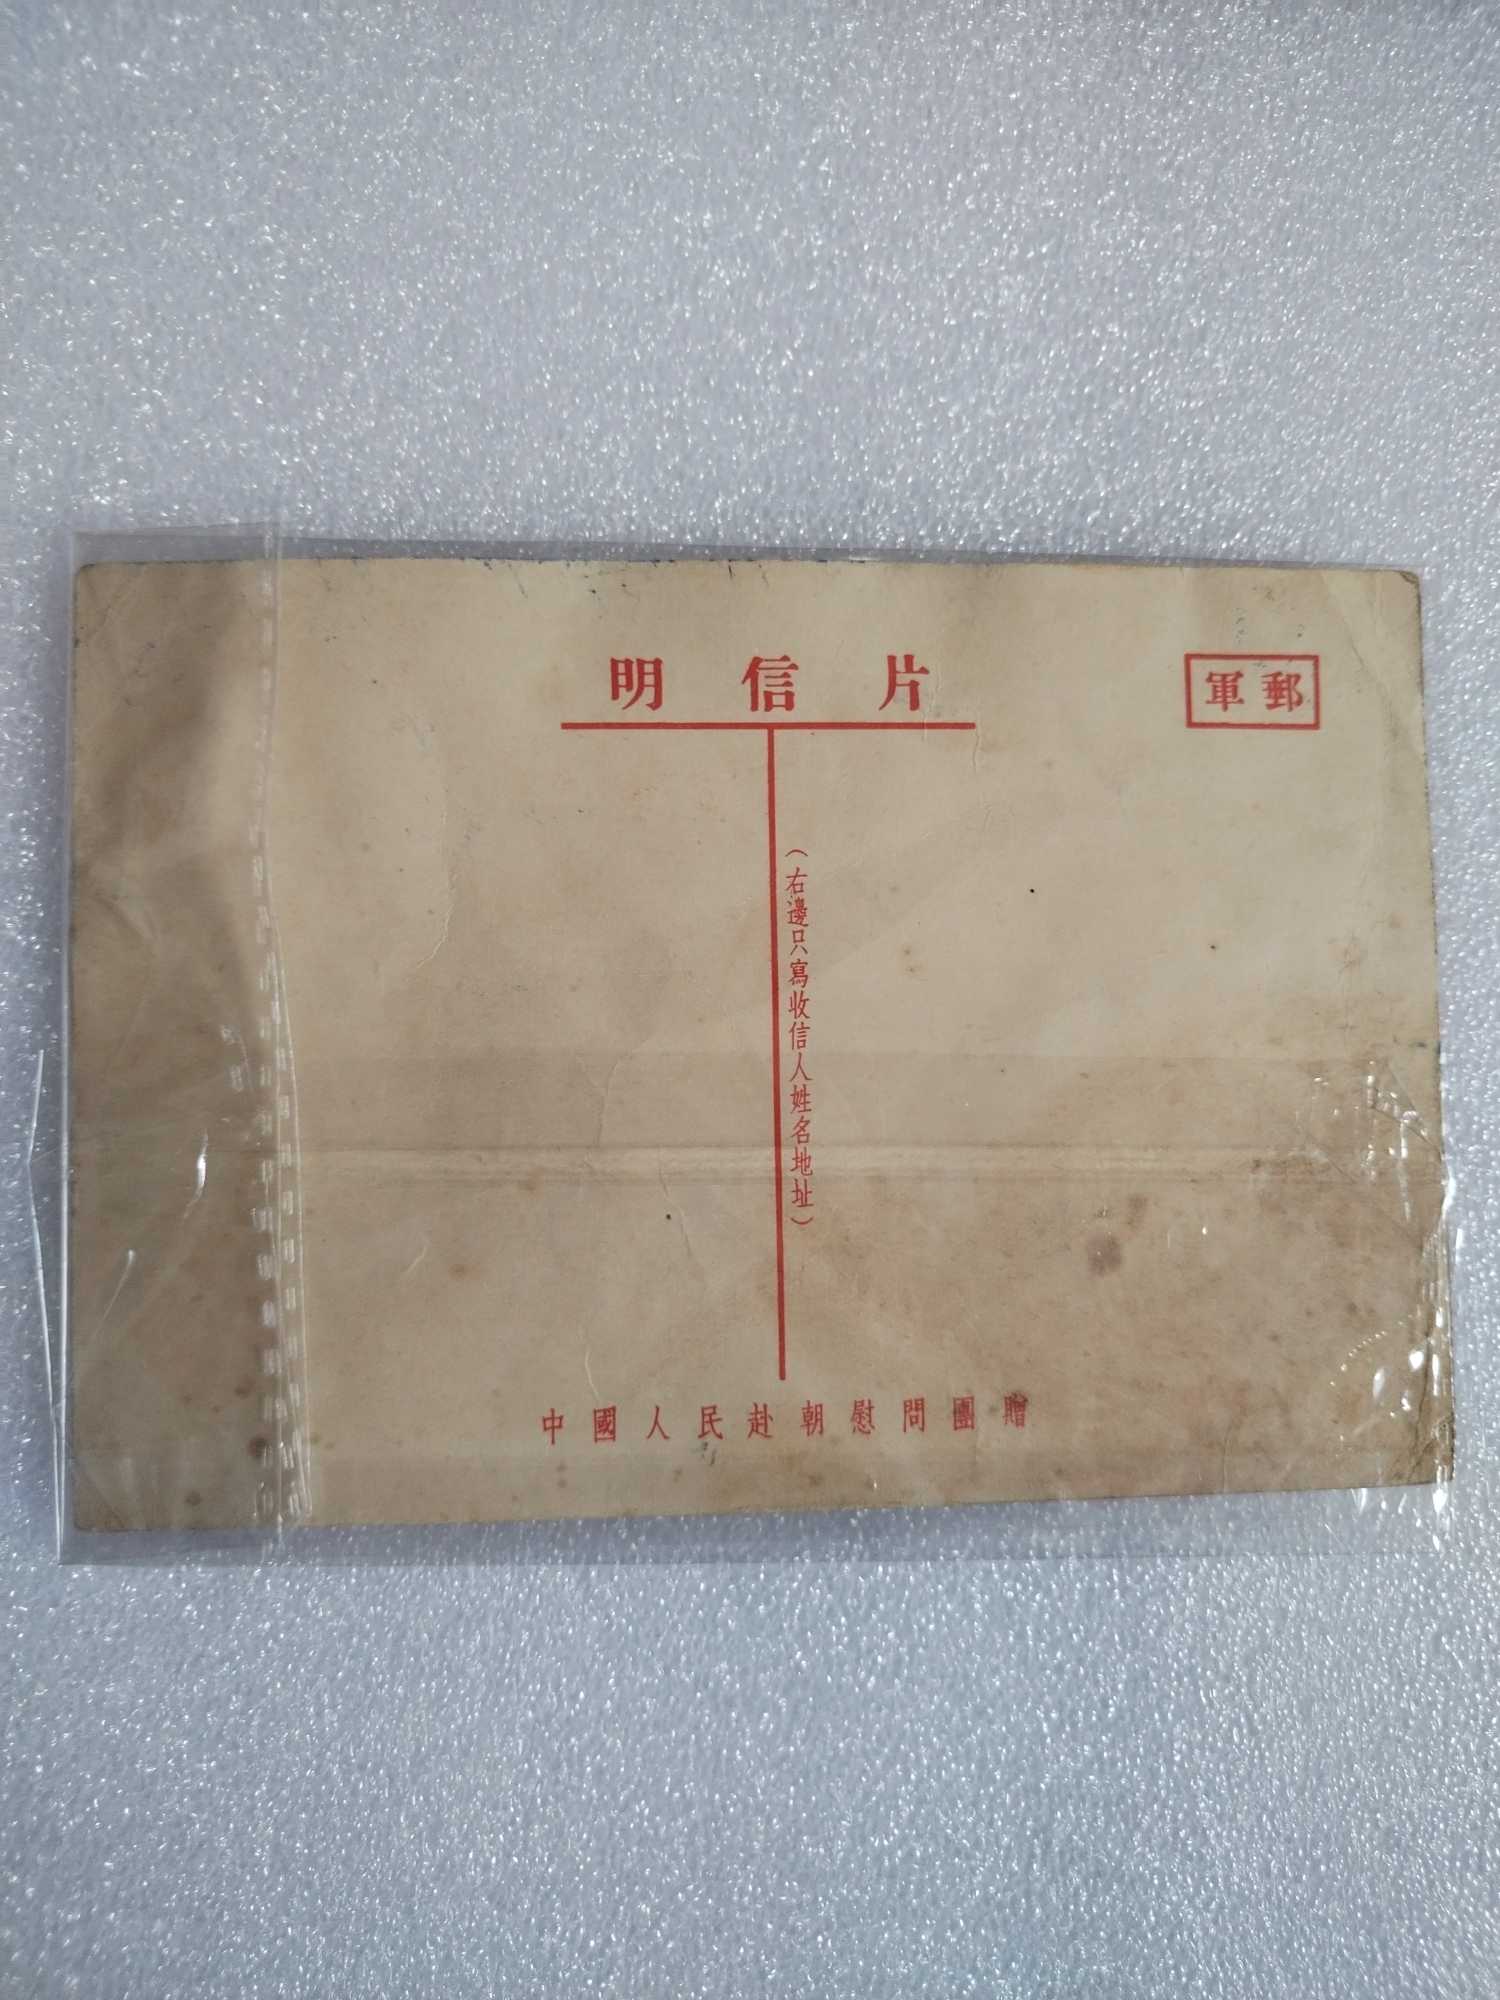 明信片
軍郵
(右邊只寫收信人姓名地址)
中國人民赴朝慰問團贈